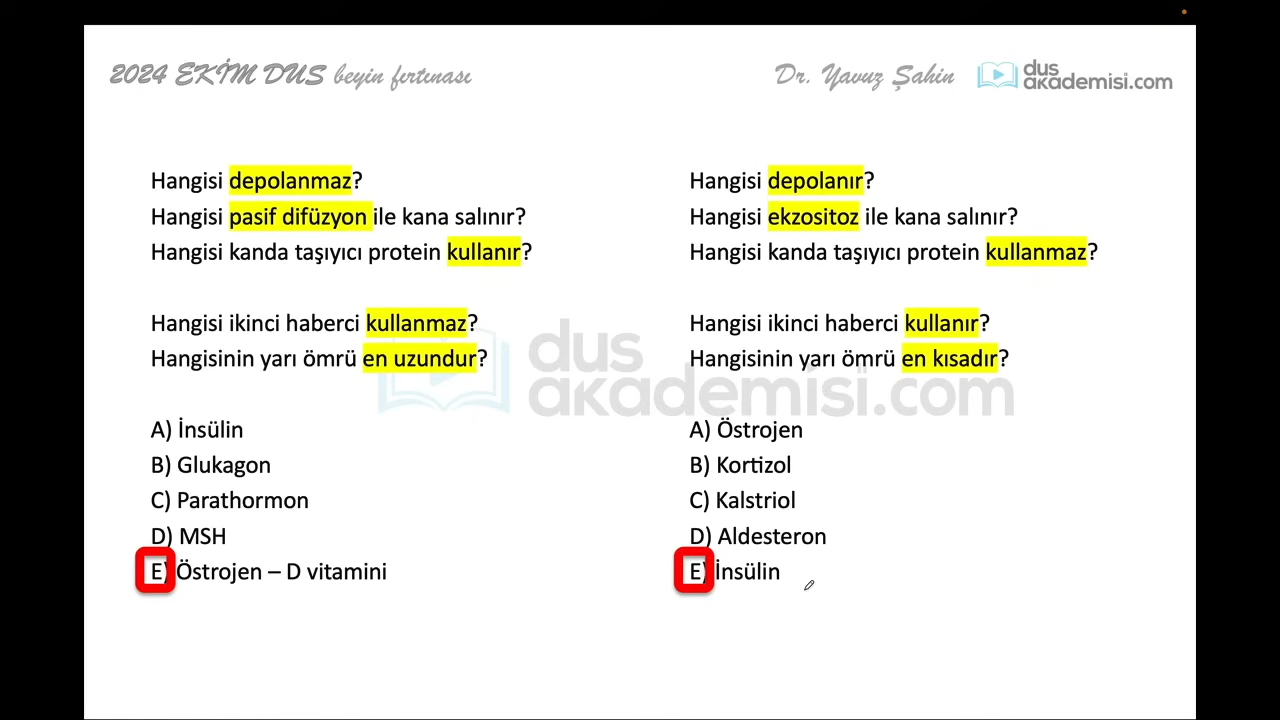 2024 EKİM DUS beyin fırtınası
Dr. Yavuz Şahin
dus
akademisi.com
Hangisi depolanmaz?
Hangisi pasif difüzyon ile kana salınır?
Hangisi kanda taşıyıcı protein kullanır?
Hangisi ikinci haberci kullanmaz?
Hangisinin yarı ömrü en uzundur?
A) İnsülin
B) Glukagon
C) Parathormon
D) MSH
E) Östrojen – D vitamini
Hangisi depolanır?
Hangisi ekzositoz ile kana salınır?
Hangisi kanda taşıyıcı protein kullanmaz?
Hangisi ikinci haberci kullanır?
Hangisinin yarı ömrü en kısadır?
A) Östrojen
B) Kortizol
C) Kalstriol
D) Aldesteron
E) İnsülin
dus
akademisi.com